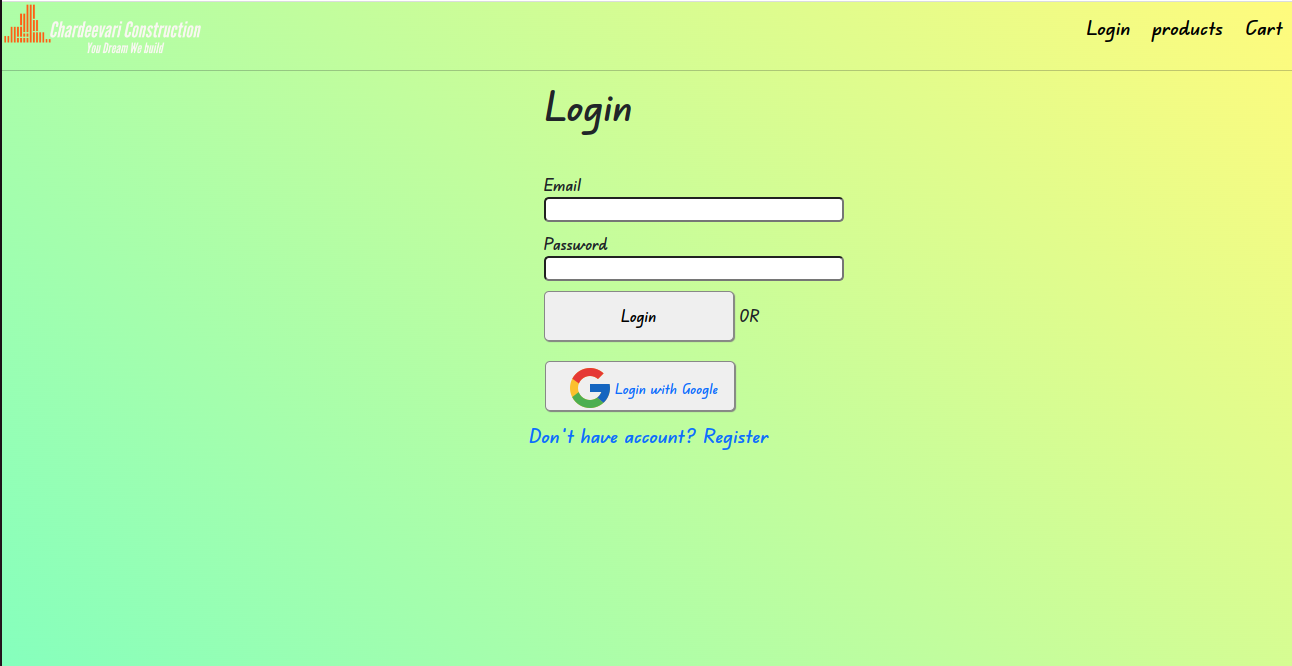 Chardeevari Construction
You Dream We build
Login products Cart
Login
Email
Password
Login OR
Login with Google
Don't have account? Register